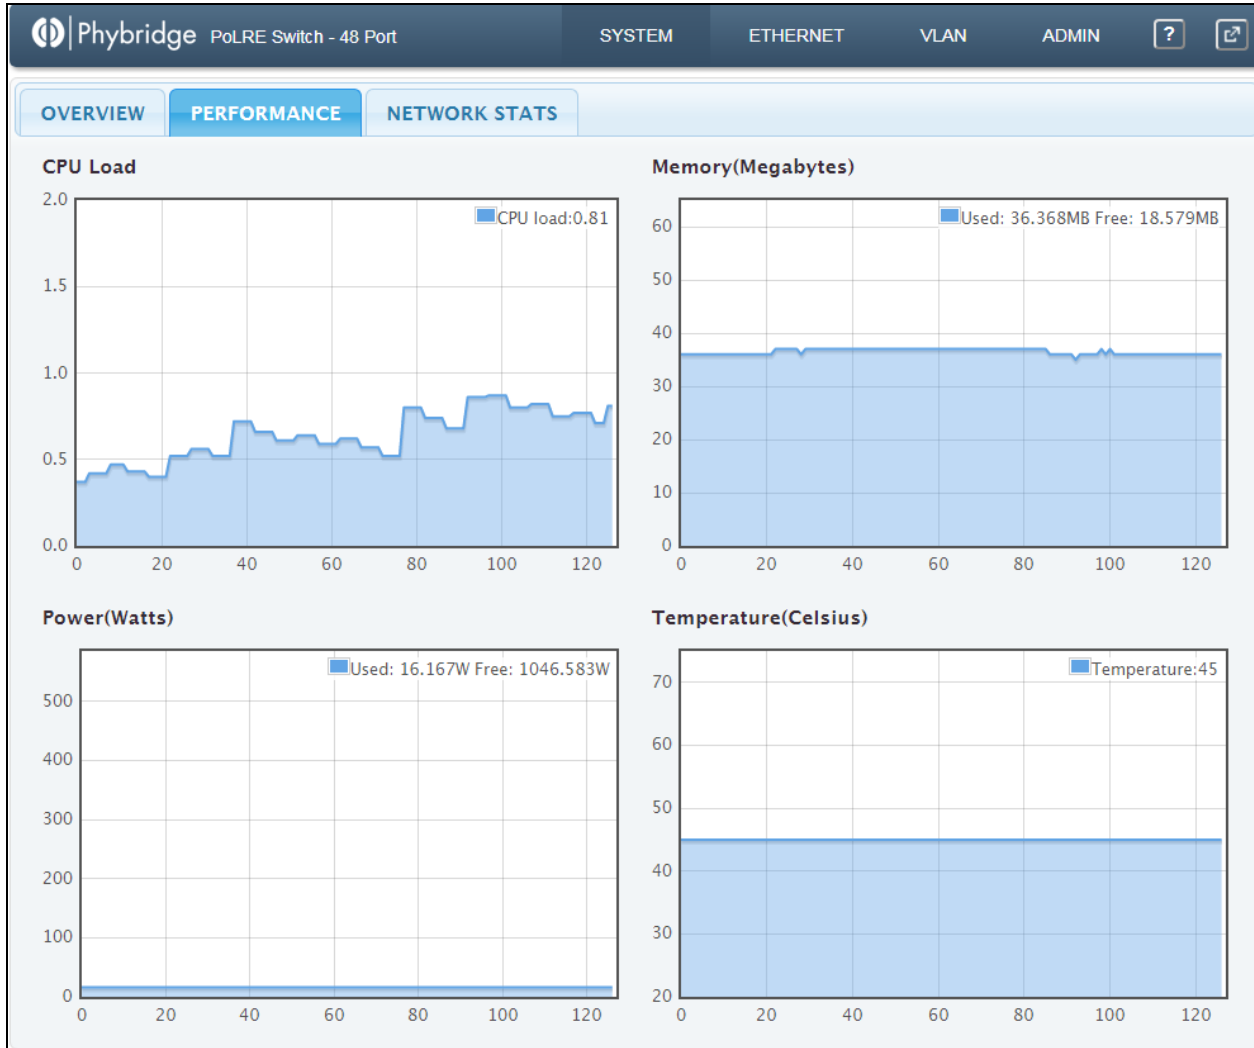 Phybridge PoLRE Switch - 48 Port SYSTEM ETHERNET VLAN ADMIN ?
OVERVIEW PERFORMANCE NETWORK STATS
CPU Load
2.0
1.5
1.0
0.5
0.0
CPU load:0.81
0 20 40 60 80 100 120
Memory(Megabytes)
60
50
40
30
20
10
0
Used: 36.368MB Free: 18.579MB
0 20 40 60 80 100 120
Power(Watts)
500
400
300
200
100
0
Used: 16.167W Free: 1046.583W
0 20 40 60 80 100 120
Temperature(Celsius)
70
60
50
40
30
20
Temperature:45
0 20 40 60 80 100 120